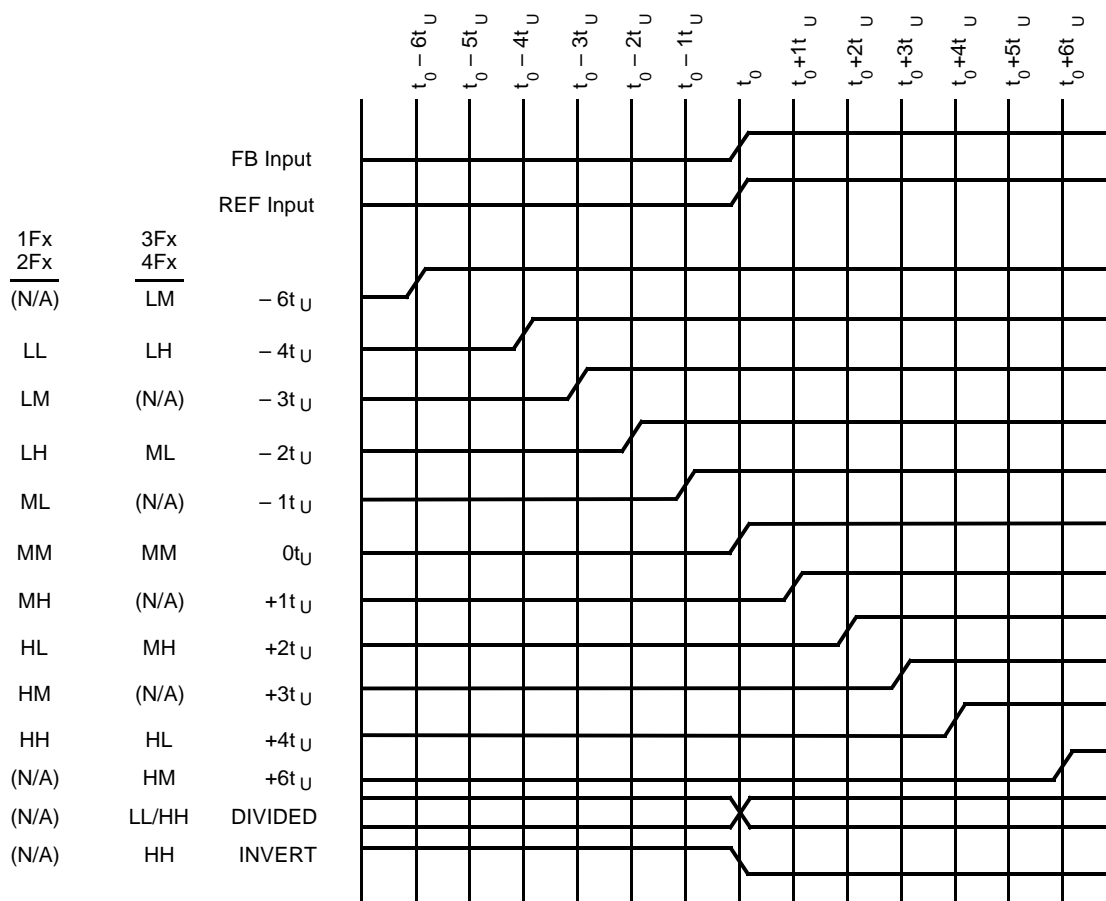 t0 – 6tU
t0 – 5tU
t0 – 4tU
t0 – 3tU
t0 – 2tU
t0 – 1tU
t0
t0+1tU
t0+2tU
t0+3tU
t0+4tU
t0+5tU
t0+6tU
FB Input
REF Input
1Fx 3Fx
2Fx 4Fx
(N/A) LM – 6tU
LL LH – 4tU
LM (N/A) – 3tU
LH ML – 2tU
ML (N/A) – 1tU
MM MM 0tU
MH (N/A) +1tU
HL MH +2tU
HM (N/A) +3tU
HH HL +4tU
(N/A) HM +6tU
(N/A) LL/HH DIVIDED
(N/A) HH INVERT